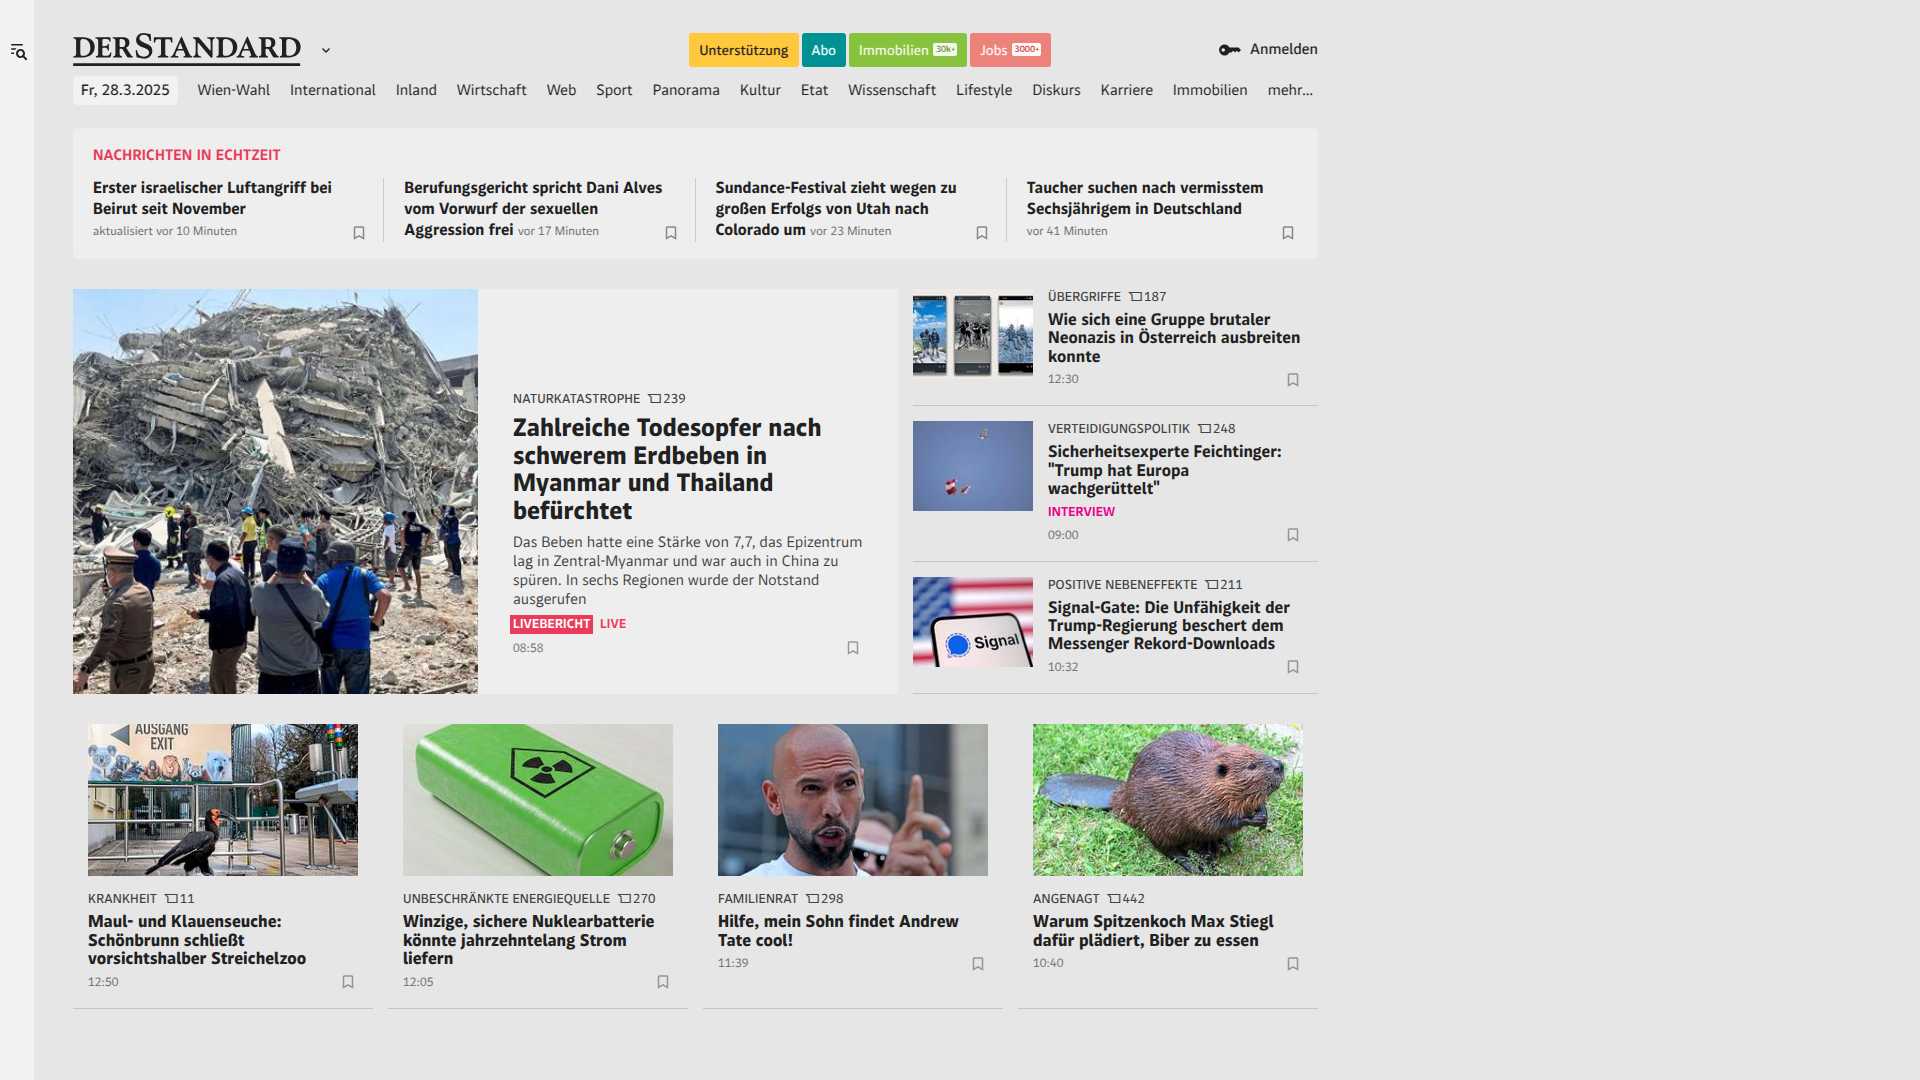 DERSTANDARD
Unterstützung
Abo
Immobilien 30k+
Jobs 3000+
Anmelden
Fr, 28.3.2025
Wien-Wahl
International
Inland
Wirtschaft
Web
Sport
Panorama
Kultur
Etat
Wissenschaft
Lifestyle
Diskurs
Karriere
Immobilien
mehr...
NACHRICHTEN IN ECHTZEIT
Erster israelischer Luftangriff bei
Beirut seit November
aktualisiert vor 10 Minuten
Berufungsgericht spricht Dani Alves
vom Vorwurf der sexuellen
Aggression frei vor 17 Minuten
Sundance-Festival zieht wegen zu
großen Erfolgs von Utah nach
Colorado um vor 23 Minuten
Taucher suchen nach vermisstem
Sechsjährigem in Deutschland
vor 41 Minuten
NATURKATASTROPHE 239
Zahlreiche Todesopfer nach
schwerem Erdbeben in
Myanmar und Thailand
befürchtet
Das Beben hatte eine Stärke von 7,7, das Epizentrum
lag in Zentral-Myanmar und war auch in China zu
spüren. In sechs Regionen wurde der Notstand
ausgerufen
LIVEBERICHT LIVE
08:58
ÜBERGRIFFE 187
Wie sich eine Gruppe brutaler
Neonazis in Österreich ausbreiten
konnte
12:30
VERTEIDIGUNGSPOLITIK 248
Sicherheitsexperte Feichtinger:
"Trump hat Europa
wachgerüttelt"
INTERVIEW
09:00
Signal
POSITIVE NEBENEFFEKTE 211
Signal-Gate: Die Unfähigkeit der
Trump-Regierung beschert dem
Messenger Rekord-Downloads
10:32
AUSGANG
EXIT
KRANKHEIT 11
Maul- und Klauenseuche:
Schönbrunn schließt
vorsichtshalber Streichelzoo
12:50
UNBESCHRÄNKTE ENERGIEQUELLE 270
Winzige, sichere Nuklearbatterie
könnte jahrzehntelang Strom
liefern
12:05
FAMILIENRAT 298
Hilfe, mein Sohn findet Andrew
Tate cool!
11:39
ANGENAGT 442
Warum Spitzenkoch Max Stiegl
dafür plädiert, Biber zu essen
10:40